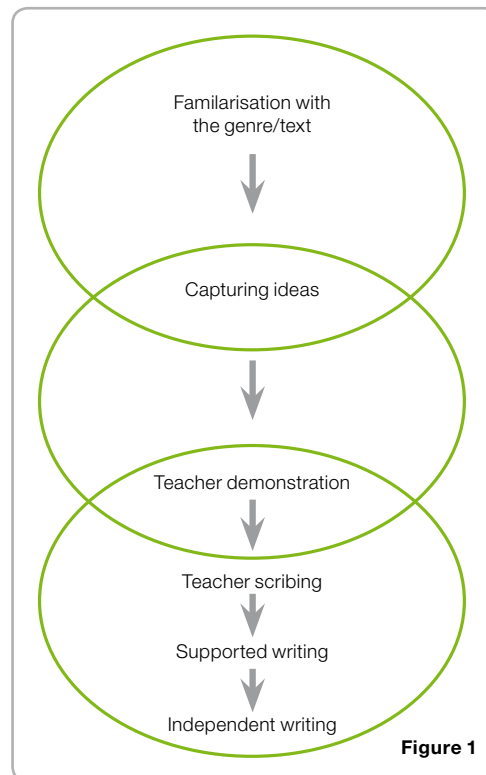 Familarisation with
the genre/text
Capturing ideas
Teacher demonstration
Teacher scribing
Supported writing
Independent writing
Figure 1